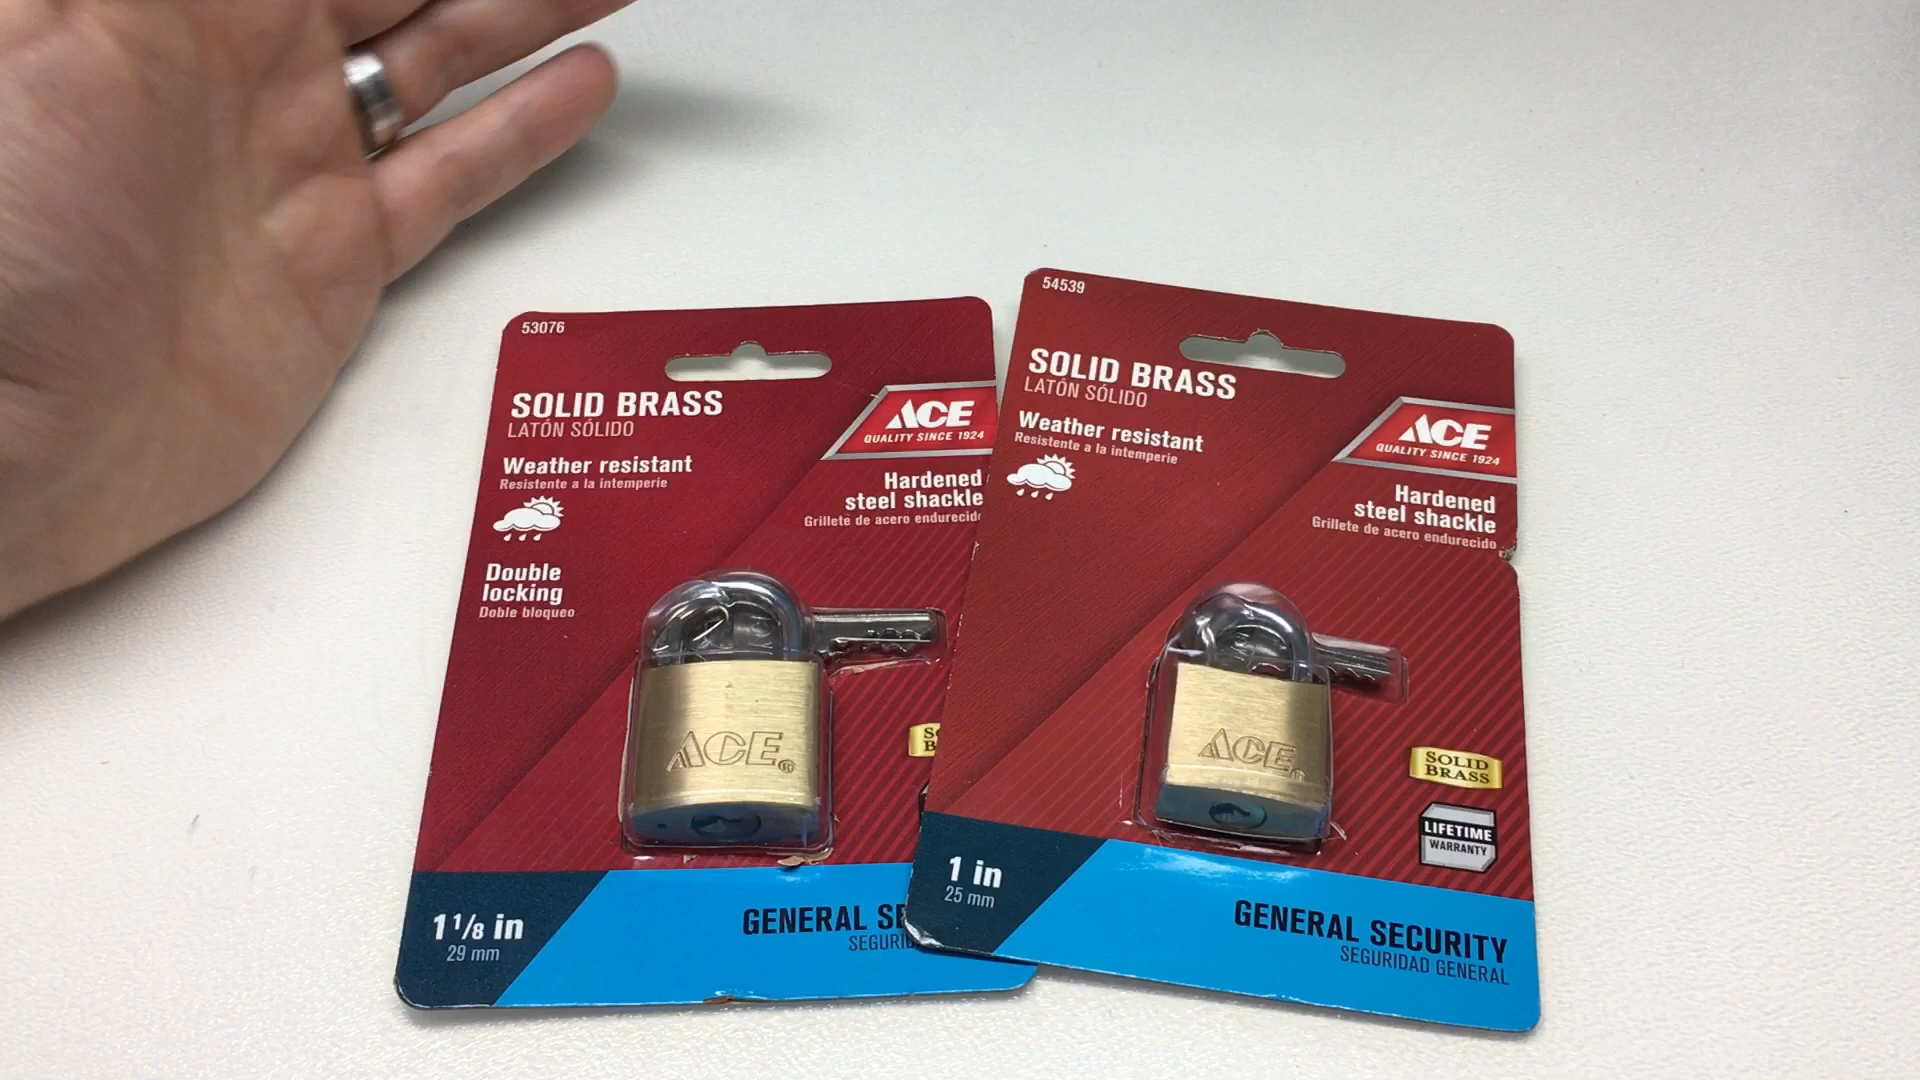 53076
SOLID BRASS
LATÓN SÓLIDO
Weather resistant
Resistente a la intemperie
Double
locking
Doble bloqueo
ACE
QUALITY SINCE 1924
Hardened
steel shackle
Grillete de acero
ACE®
1 1/8 in
29 mm
GENERAL
54539
SOLID BRASS
LATÓN SÓLIDO
Weather resistant
Resistente a la intemperie
ACE
QUALITY SINCE 1924
Hardened
steel shackle
Grillete de acero endurecido
ACE®
SOLID
BRASS
LIFETIME
WARRANTY
1 in
25 mm
GENERAL SECURITY
SEGURIDAD GENERAL